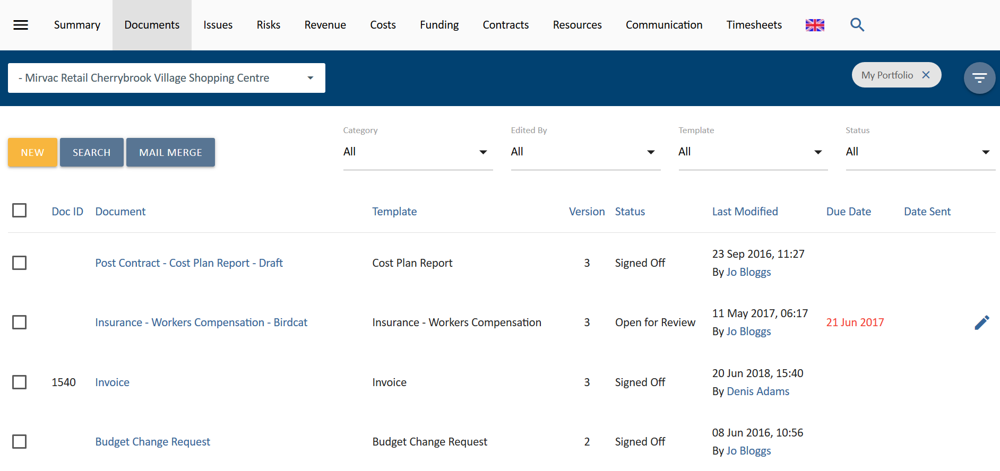 Summary Documents Issues Risks Revenue Costs Funding Contracts Resources Communication Timesheets
- Mirvac Retail Cherrybrook Village Shopping Centre
My Portfolio
NEW SEARCH MAIL MERGE
Category Edited By Template Status
All All All All
Doc ID Document Template Version Status Last Modified Due Date Date Sent
Post Contract - Cost Plan Report - Draft Cost Plan Report 3 Signed Off 23 Sep 2016, 11:27
By Jo Bloggs
Insurance - Workers Compensation - Birdcat Insurance - Workers Compensation 3 Open for Review 11 May 2017, 06:17 21 Jun 2017
By Jo Bloggs
1540 Invoice Invoice 3 Signed Off 20 Jun 2018, 15:40
By Denis Adams
Budget Change Request Budget Change Request 2 Signed Off 08 Jun 2016, 10:56
By Jo Bloggs